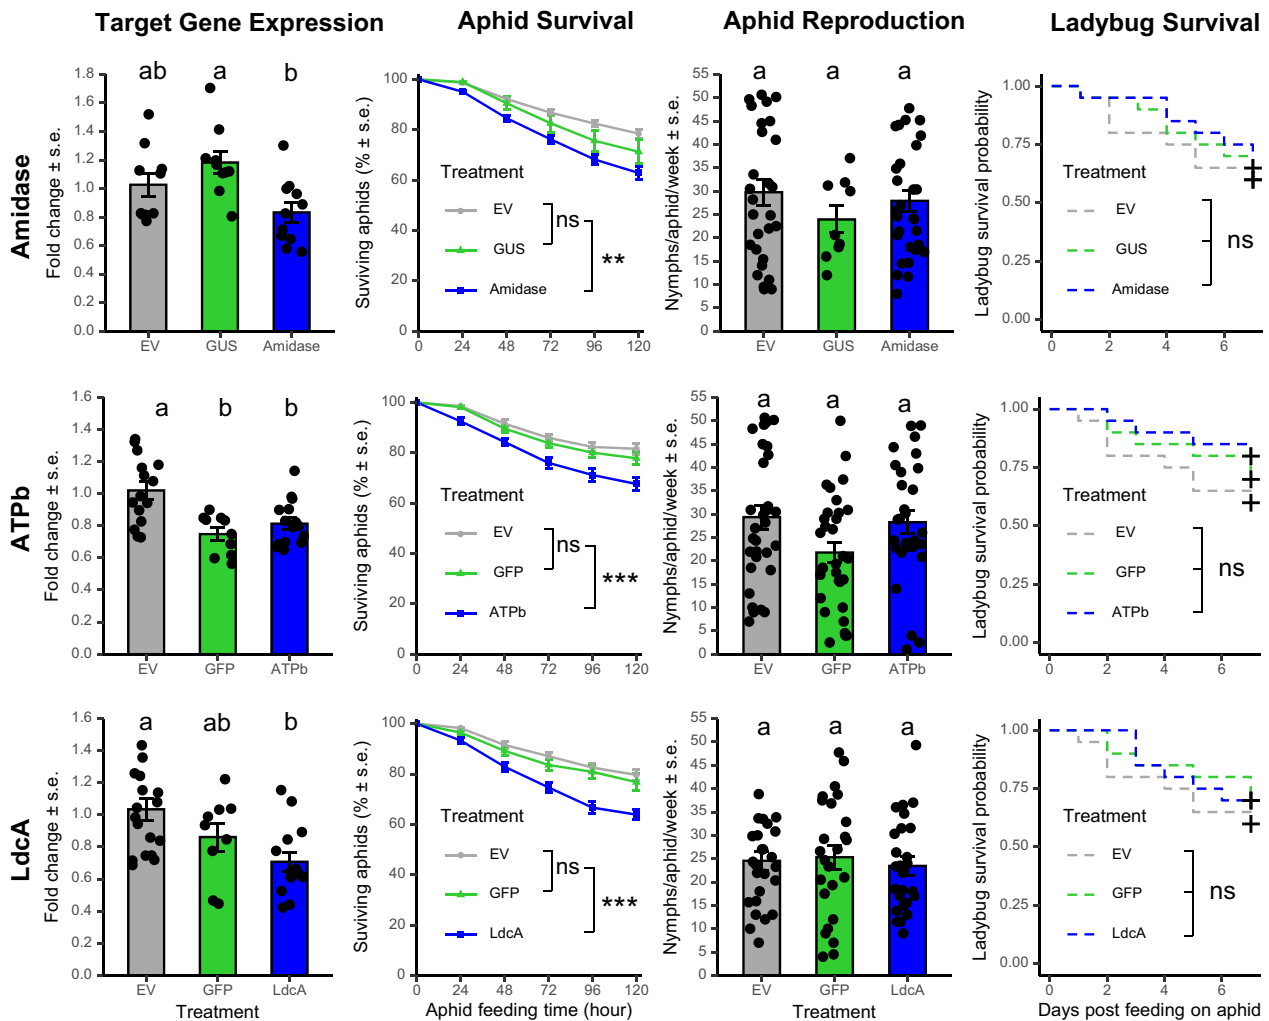 Target Gene Expression
Aphid Survival
Aphid Reproduction
Ladybug Survival
Amidase
Fold change ± s.e.
1.8
1.6
1.4
1.2
1.0
0.8
0.6
0.4
0.2
0.0
ab
a
b
EV
GUS
Amidase
Suviving aphids (% ± s.e.)
100
80
60
40
20
0
Treatment
EV
GUS
Amidase
ns
**
0
24
48
72
96
120
Nymphs/aphid/week ± s.e.
55
50
45
40
35
30
25
20
15
10
5
0
a
a
a
EV
GUS
Amidase
Ladybug survival probability
1.00
0.75
0.50
0.25
0.00
Treatment
EV
GUS
Amidase
ns
0
2
4
6
ATPb
Fold change ± s.e.
1.6
1.4
1.2
1.0
0.8
0.6
0.4
0.2
0.0
a
b
b
EV
GFP
ATPb
Suviving aphids (% ± s.e.)
100
80
60
40
20
0
Treatment
EV
GFP
ATPb
ns
***
0
24
48
72
96
120
Nymphs/aphid/week ± s.e.
55
50
45
40
35
30
25
20
15
10
5
0
a
a
a
EV
GFP
ATPb
Ladybug survival probability
1.00
0.75
0.50
0.25
0.00
Treatment
EV
GFP
ATPb
ns
0
2
4
6
LdcA
Fold change ± s.e.
1.6
1.4
1.2
1.0
0.8
0.6
0.4
0.2
0.0
a
ab
b
EV
GFP
LdcA
Treatment
Suviving aphids (% ± s.e.)
100
80
60
40
20
0
Treatment
EV
GFP
LdcA
ns
***
0
24
48
72
96
120
Aphid feeding time (hour)
Nymphs/aphid/week ± s.e.
55
50
45
40
35
30
25
20
15
10
5
0
a
a
a
EV
GFP
LdcA
Treatment
Ladybug survival probability
1.00
0.75
0.50
0.25
0.00
Treatment
EV
GFP
LdcA
ns
0
2
4
6
Days post feeding on aphid